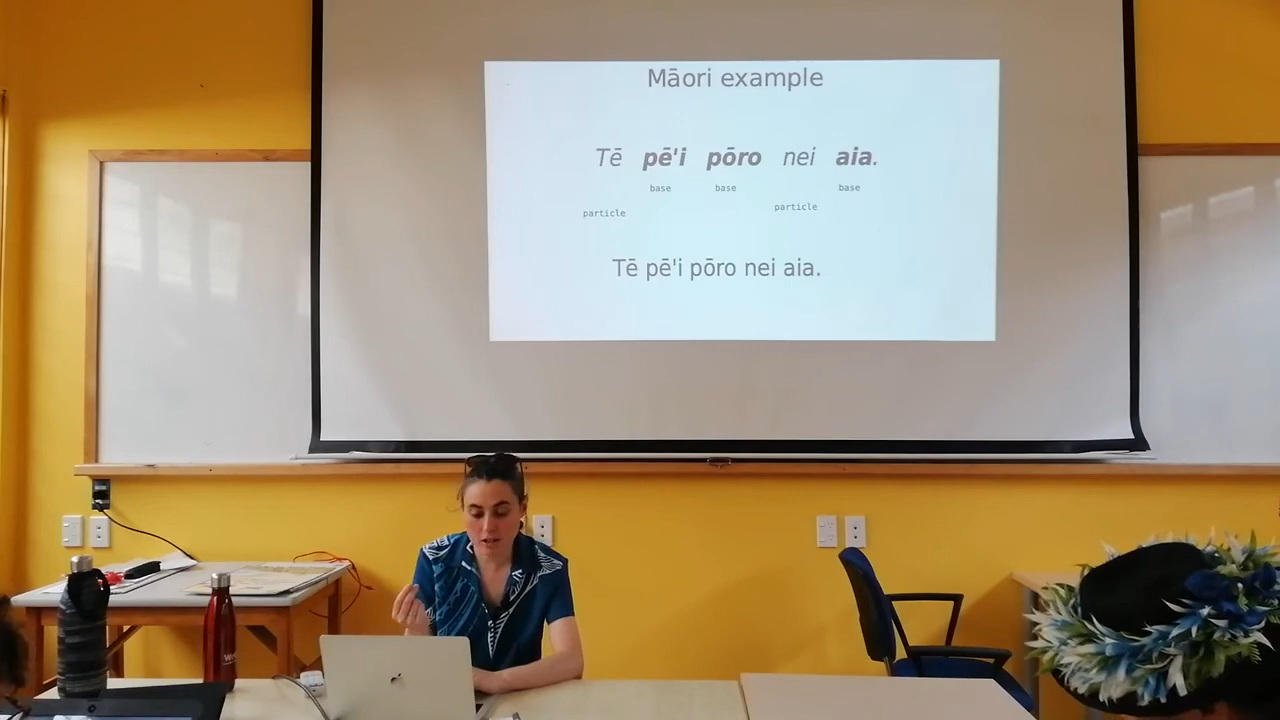 Māori example
Tē pē'i pōro nei aia.
base base base
particle particle
Tē pē'i pōro nei aia.